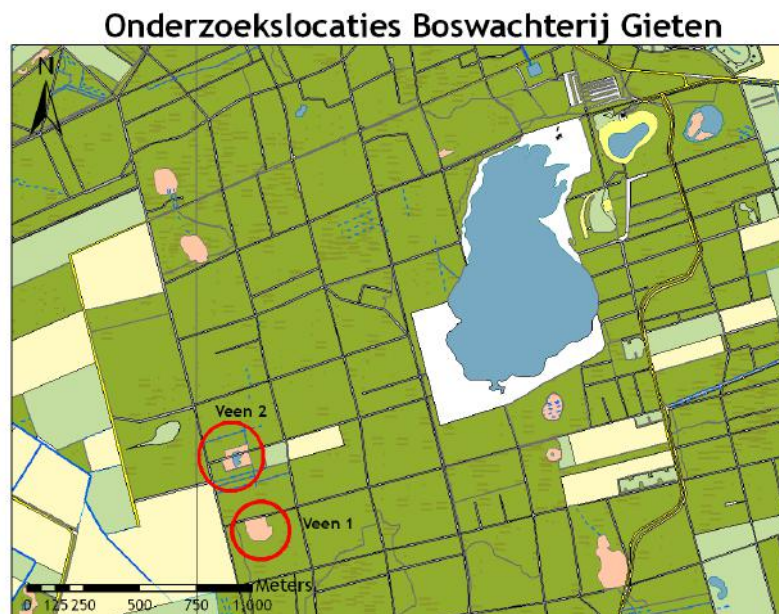 Onderzoekslocaties Boswachterij Gieten
N
Veen 2
Veen 1
Meters
0 125 250 500 750 1.000